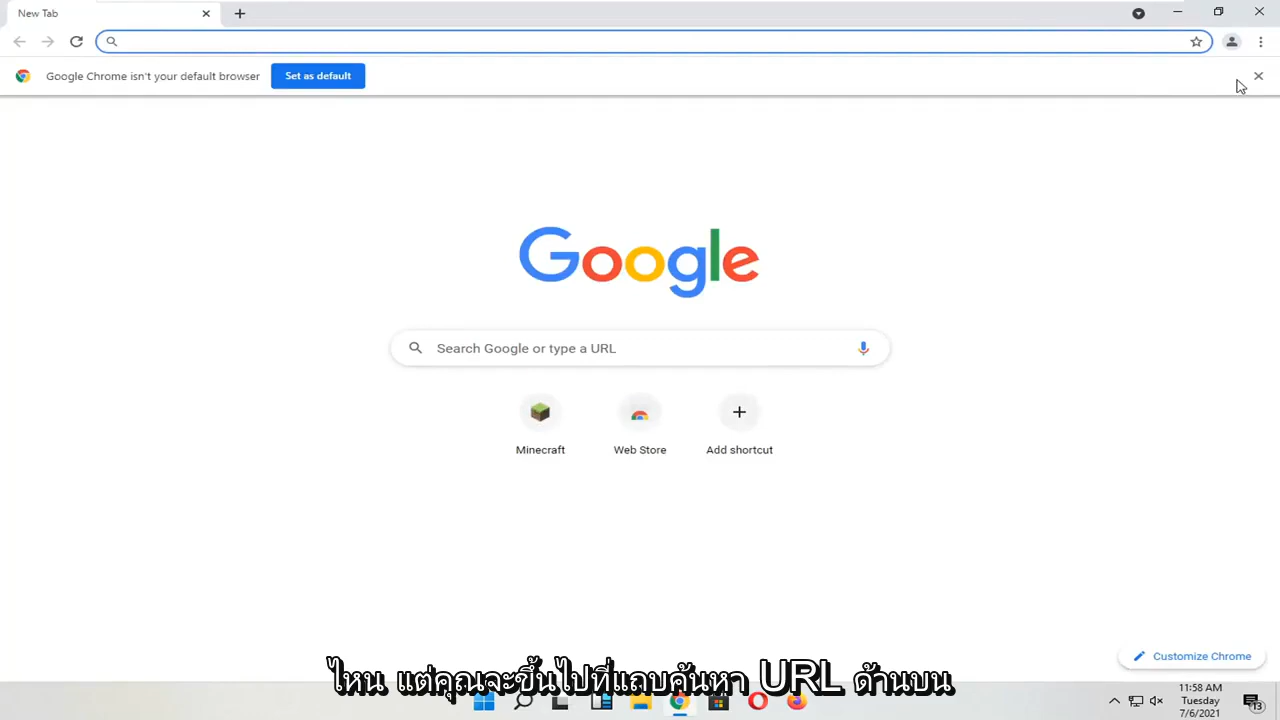 New Tab
Google Chrome isn't your default browser
Set as default
Google
Search Google or type a URL
Minecraft
Web Store
Add shortcut
Customize Chrome
ไหน แต่คุณจะขึ้นไปที่แถบค้นหา URL ด้านบน
11:58 AM
Tuesday
7/6/2021
13